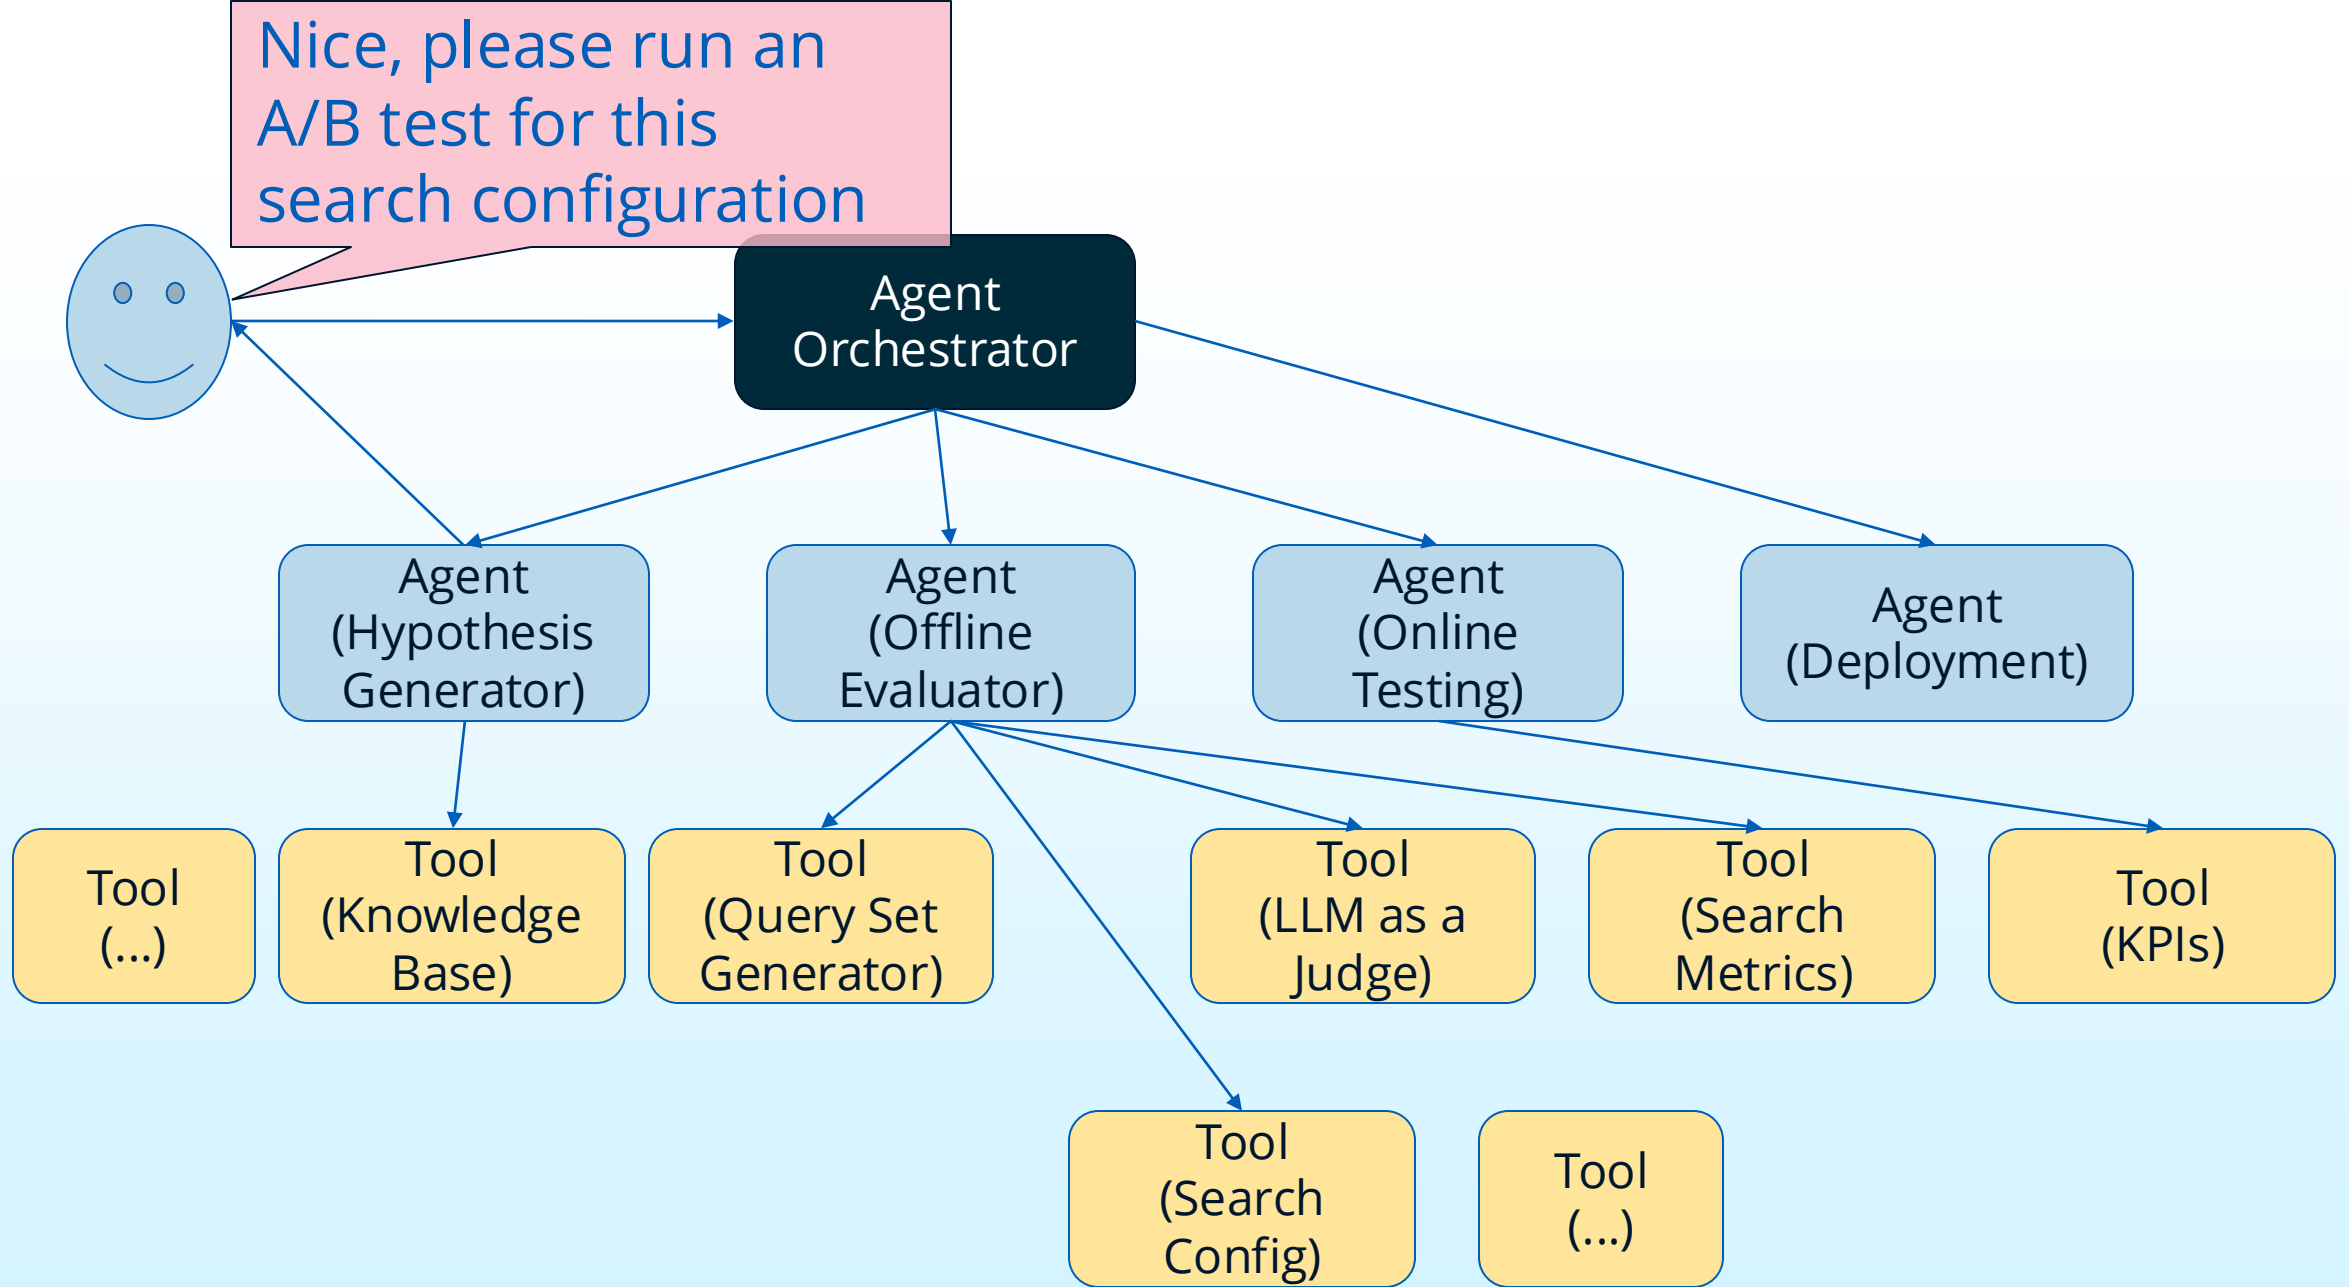 Nice, please run an
A/B test for this
search configuration
Agent
Orchestrator
Agent
(Hypothesis
Generator)
Agent
(Offline
Evaluator)
Agent
(Online
Testing)
Agent
(Deployment)
Tool
(...)
Tool
(Knowledge
Base)
Tool
(Query Set
Generator)
Tool
(LLM as a
Judge)
Tool
(Search
Metrics)
Tool
(KPIs)
Tool
(Search
Config)
Tool
(...)